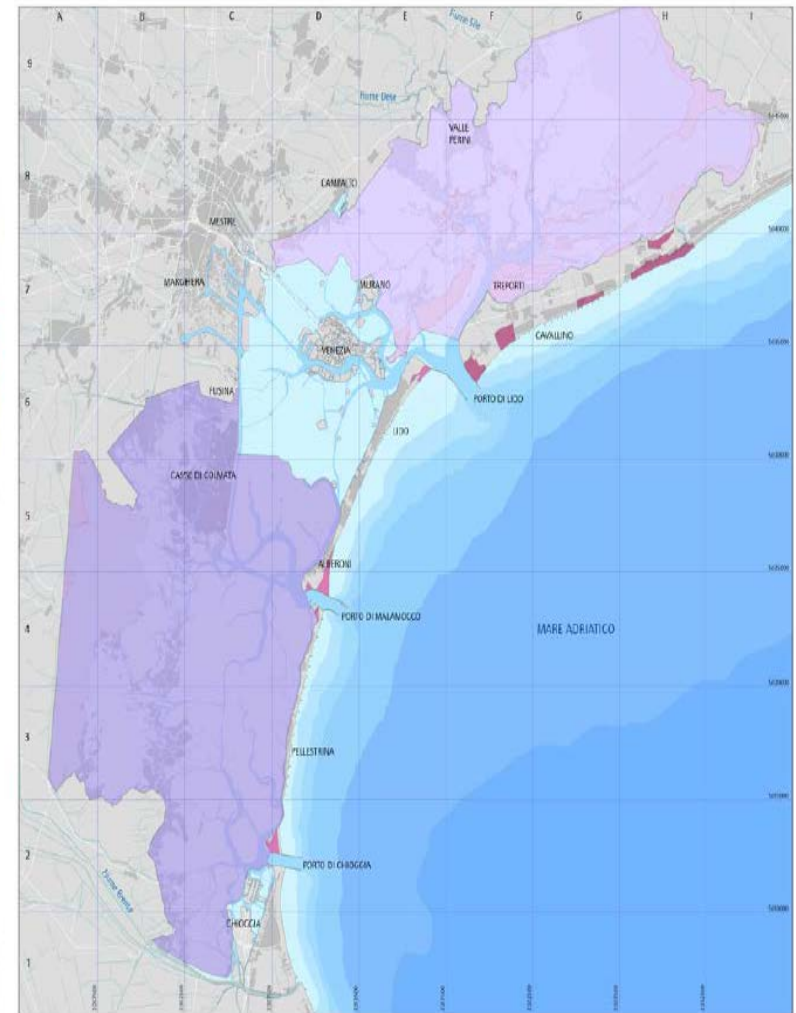 A B C D E F G H I
9
8
7
6
5
4
3
2
1
Fiume Sile
Fiume Dese
VALLE
PERINI
CAMPALTO
MESTRE
MARGHERA
MURANO
TREPORTI
CAVALLINO
VENEZIA
FUSINA
PORTO DI LIDO
LIDO
CASSE DI COLMATA
ALBERONI
PORTO DI MALAMOCCO
MARE ADRIATICO
PELLESTRINA
PORTO DI CHIOGGIA
Fiume Brenta
CHIOGGIA